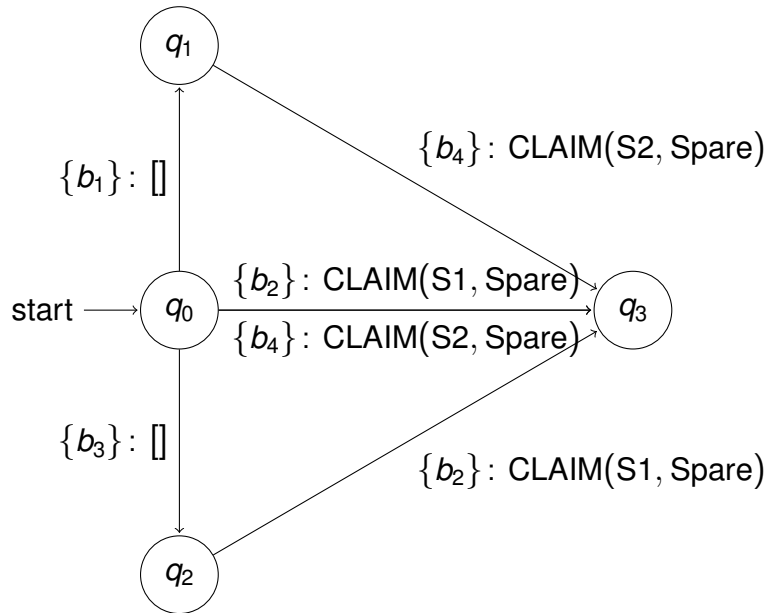 q₁
{b₄}: CLAIM(S2, Spare)
{b₁}: []
{b₂}: CLAIM(S1, Spare)
start
q₀
q₃
{b₄}: CLAIM(S2, Spare)
{b₃}: []
{b₂}: CLAIM(S1, Spare)
q₂